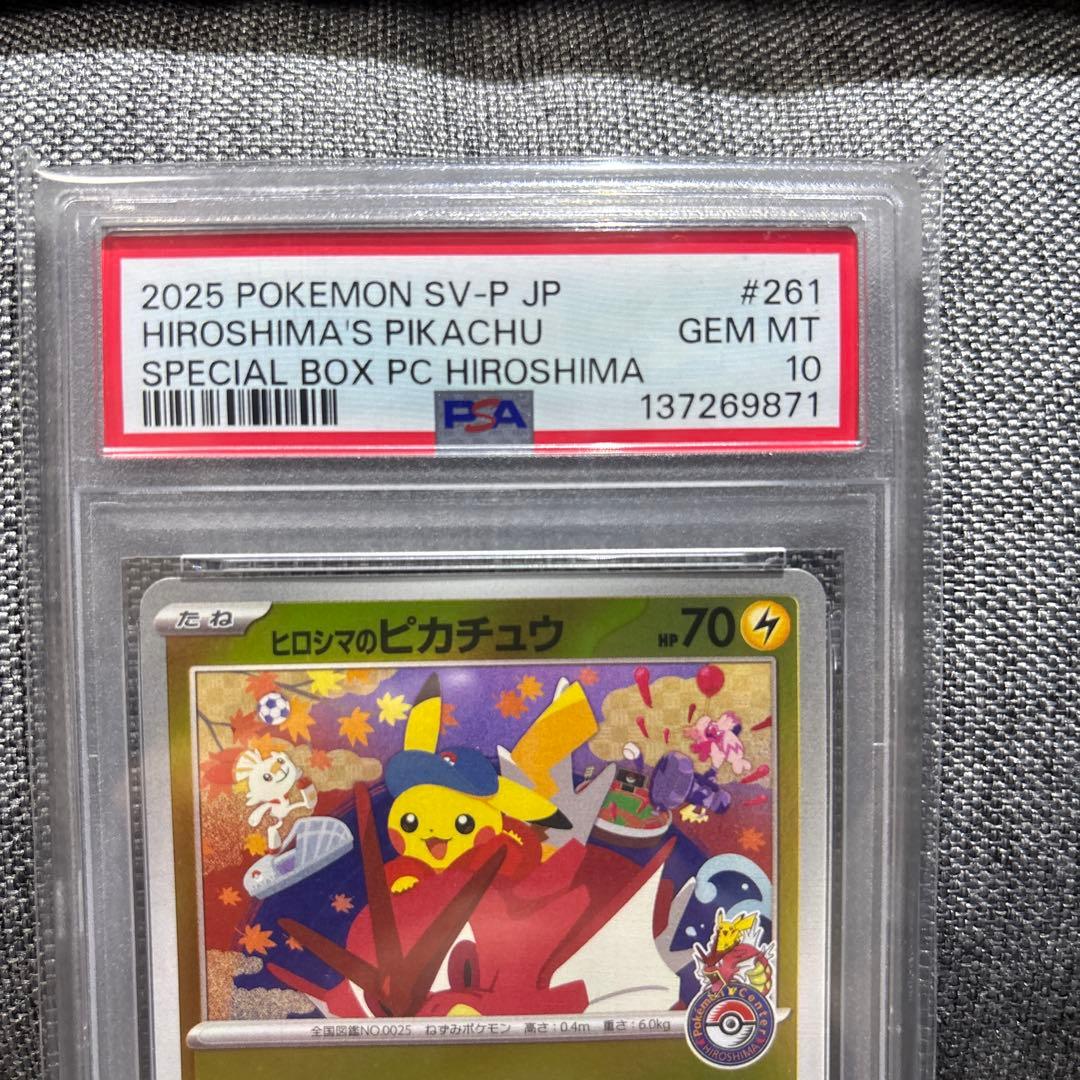 2025 POKEMON SV-P JP #261
HIROSHIMA'S PIKACHU GEM MT
SPECIAL BOX PC HIROSHIMA 10
PSA 137269871
たね ヒロシマのピカチュウ HP 70
全国図鑑NO.0025 ねずみポケモン 高さ:0.4m 重さ:6.0kg
Pokémon Center
HIROSHIMA